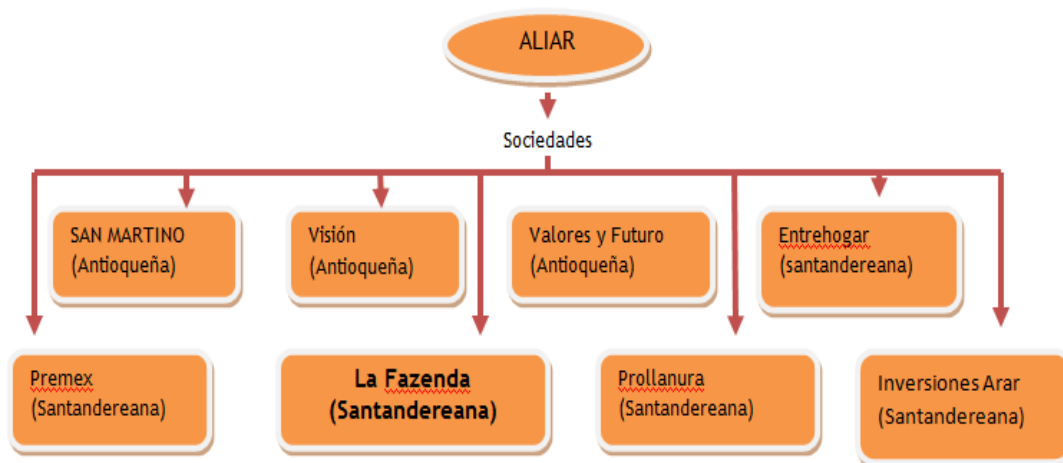 ALIAR
Sociedades
SAN MARTINO
(Antioqueña)
Visión
(Antioqueña)
Valores y Futuro
(Antioqueña)
Entrehogar
(santandereana)
Premex
(Santandereana)
La Fazenda
(Santandereana)
Prollanura
(Santandereana)
Inversiones Arar
(Santandereana)